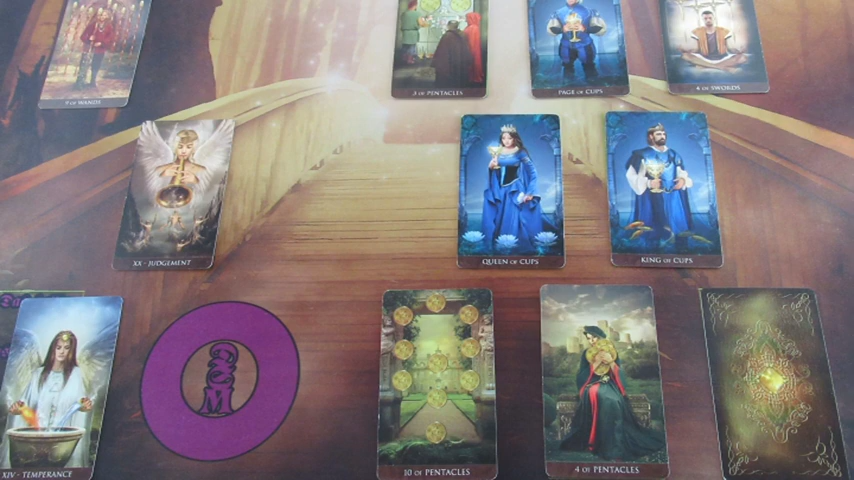 9 OF WANDS
3 OF PENTACLES
PAGE OF CUPS
4 OF SWORDS
XX - JUDGEMENT
QUEEN OF CUPS
KING OF CUPS
XIV - TEMPERANCE
10 OF PENTACLES
4 OF PENTACLES